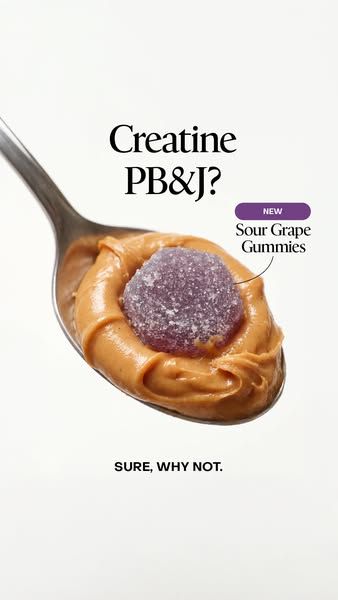 Creatine
PB&J?
NEW
Sour Grape
Gummies
SURE, WHY NOT.